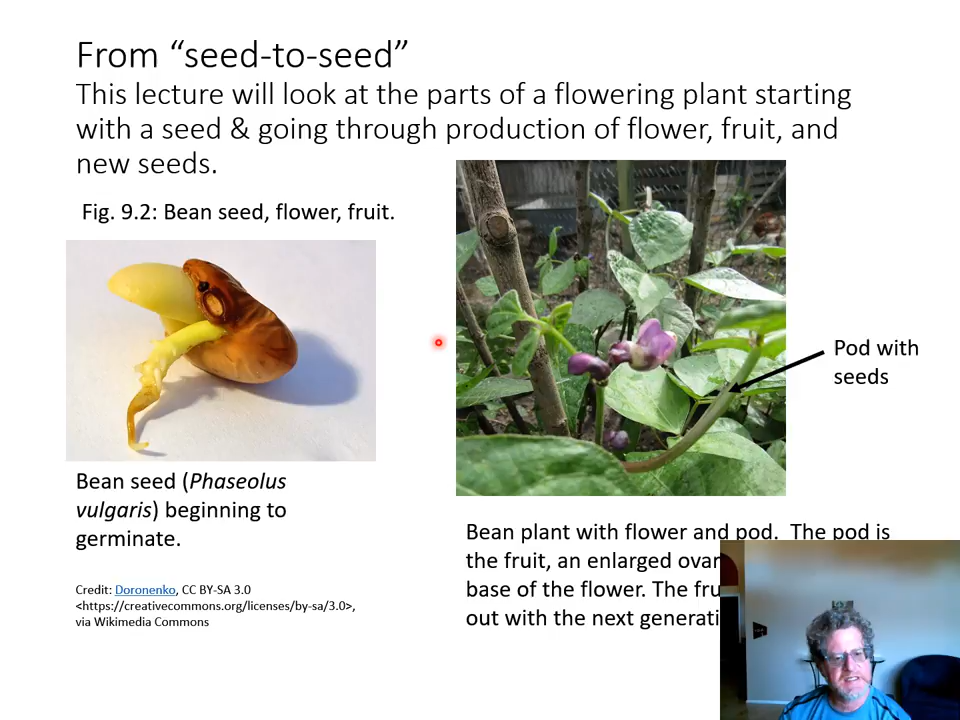 From “seed-to-seed”
This lecture will look at the parts of a flowering plant starting
with a seed & going through production of flower, fruit, and
new seeds.
Fig. 9.2: Bean seed, flower, fruit.
Pod with
seeds
Bean seed (Phaseolus
vulgaris) beginning to
germinate.
Bean plant with flower and pod.  The pod is
the fruit, an enlarged
base of the flower. The
out with the next
Credit: Doronenko, CC BY-SA 3.0
<https://creativecommons.org/licenses/by-sa/3.0>,
via Wikimedia Commons